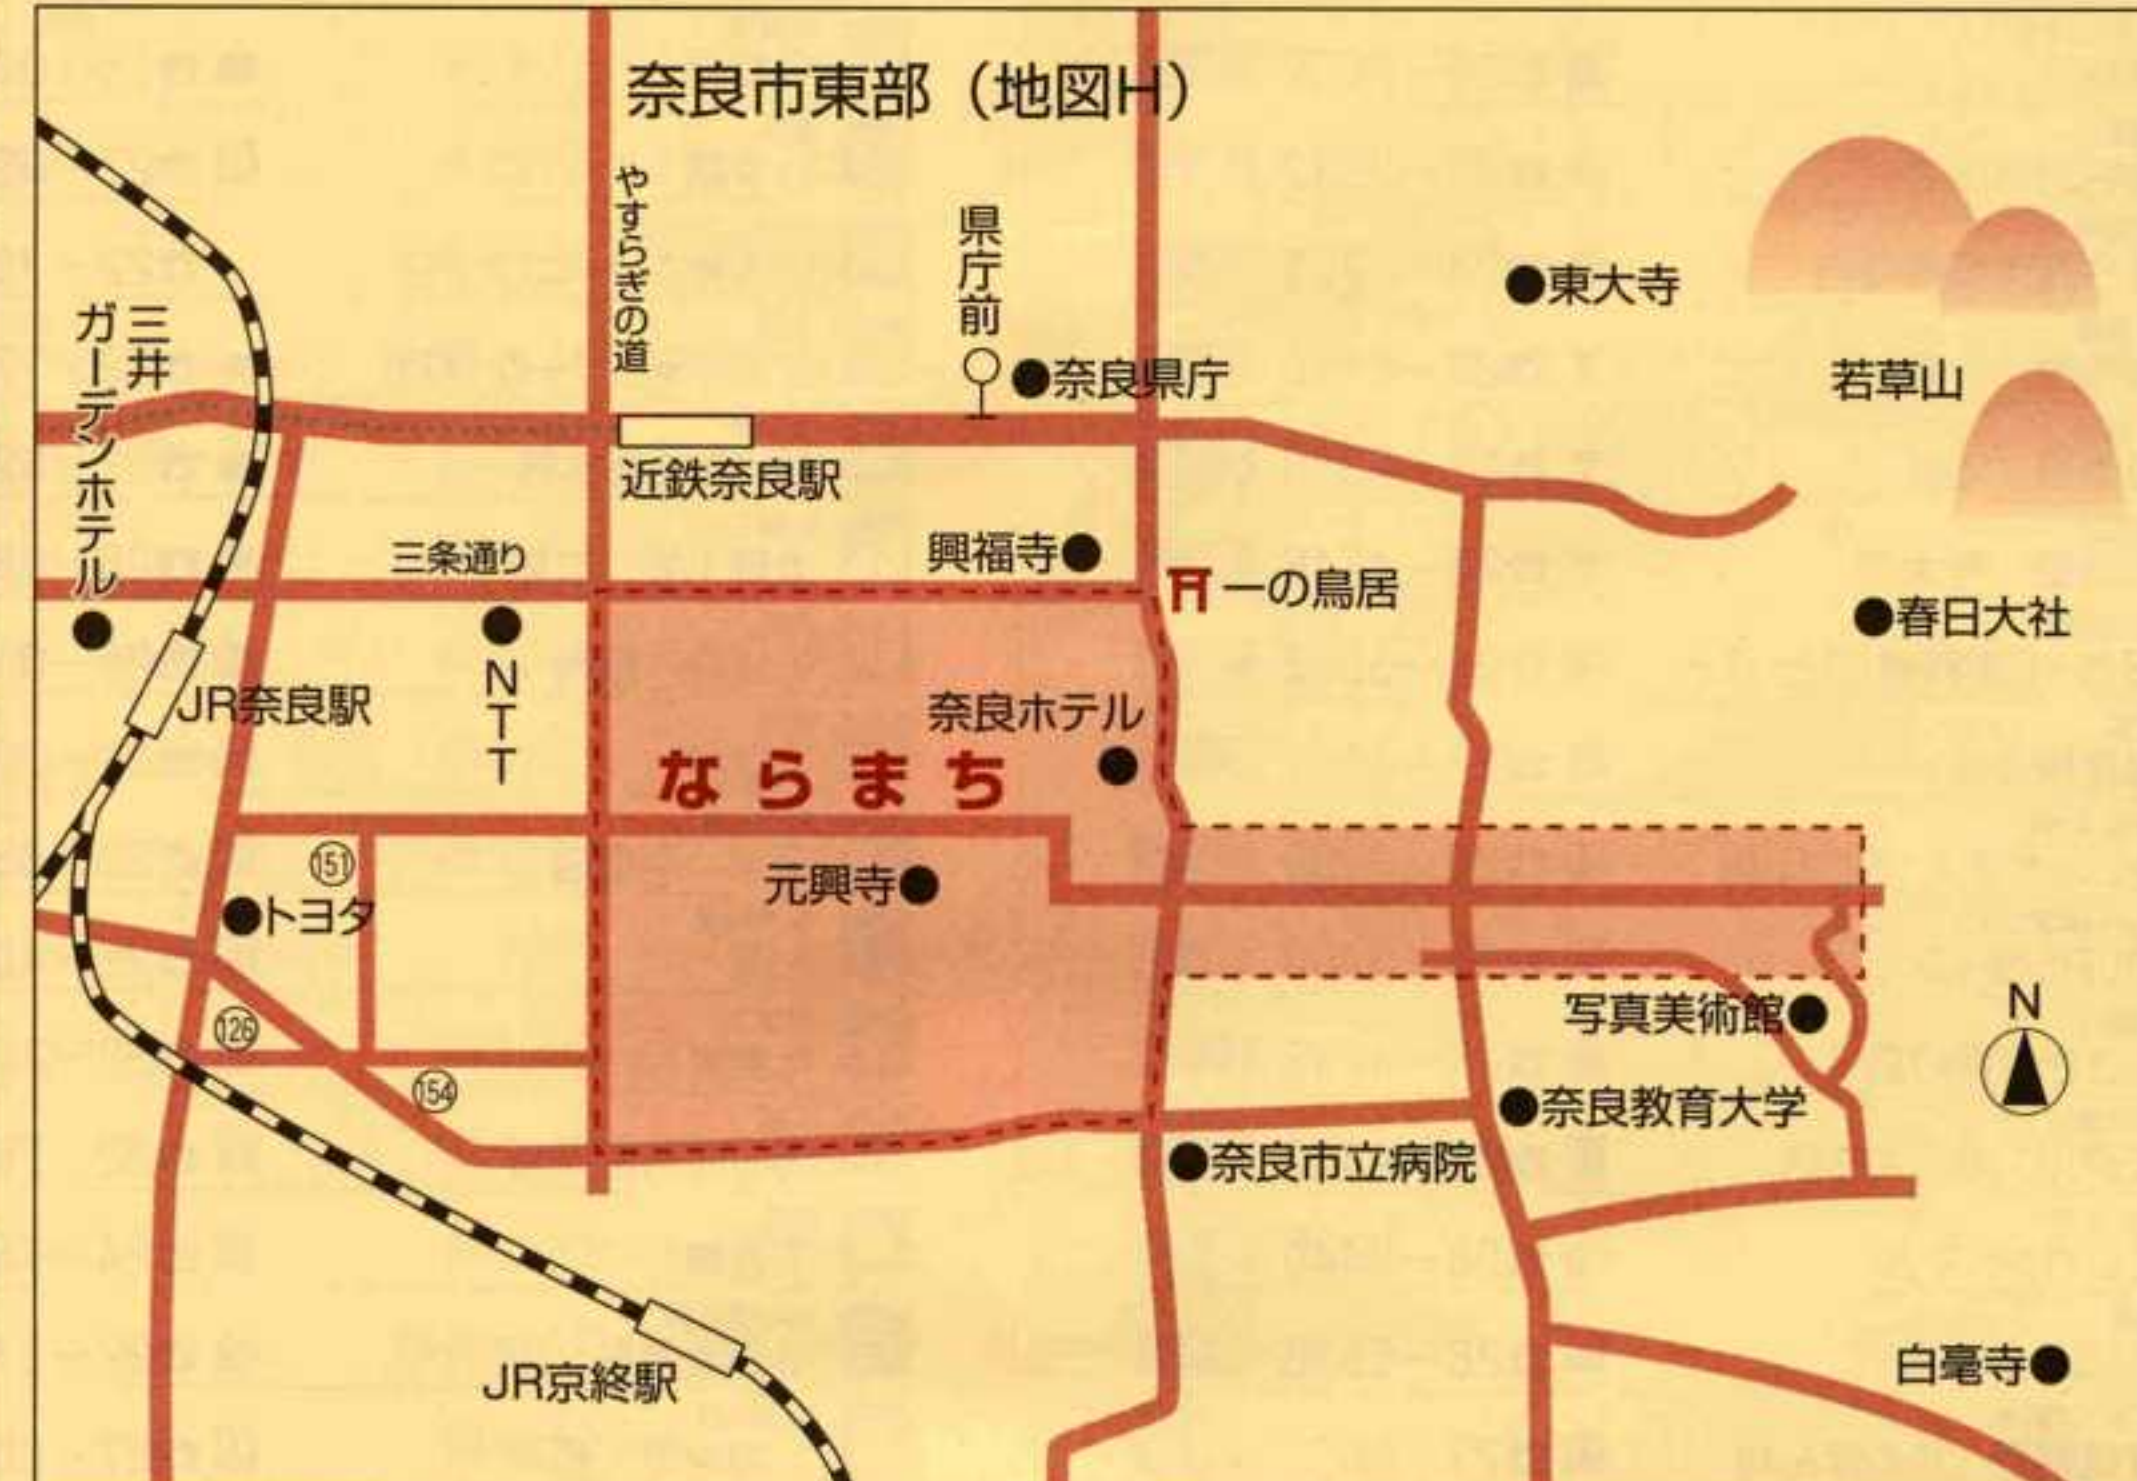 奈良市東部（地図H）
やすらぎの道
県庁前
東大寺
三井
ガーデンホテル
奈良県庁
若草山
近鉄奈良駅
三条通り
興福寺
一の鳥居
春日大社
NTT
JR奈良駅
奈良ホテル
ならまち
151
元興寺
トヨタ
写真美術館
N
126
154
奈良教育大学
奈良市立病院
JR京終駅
白毫寺